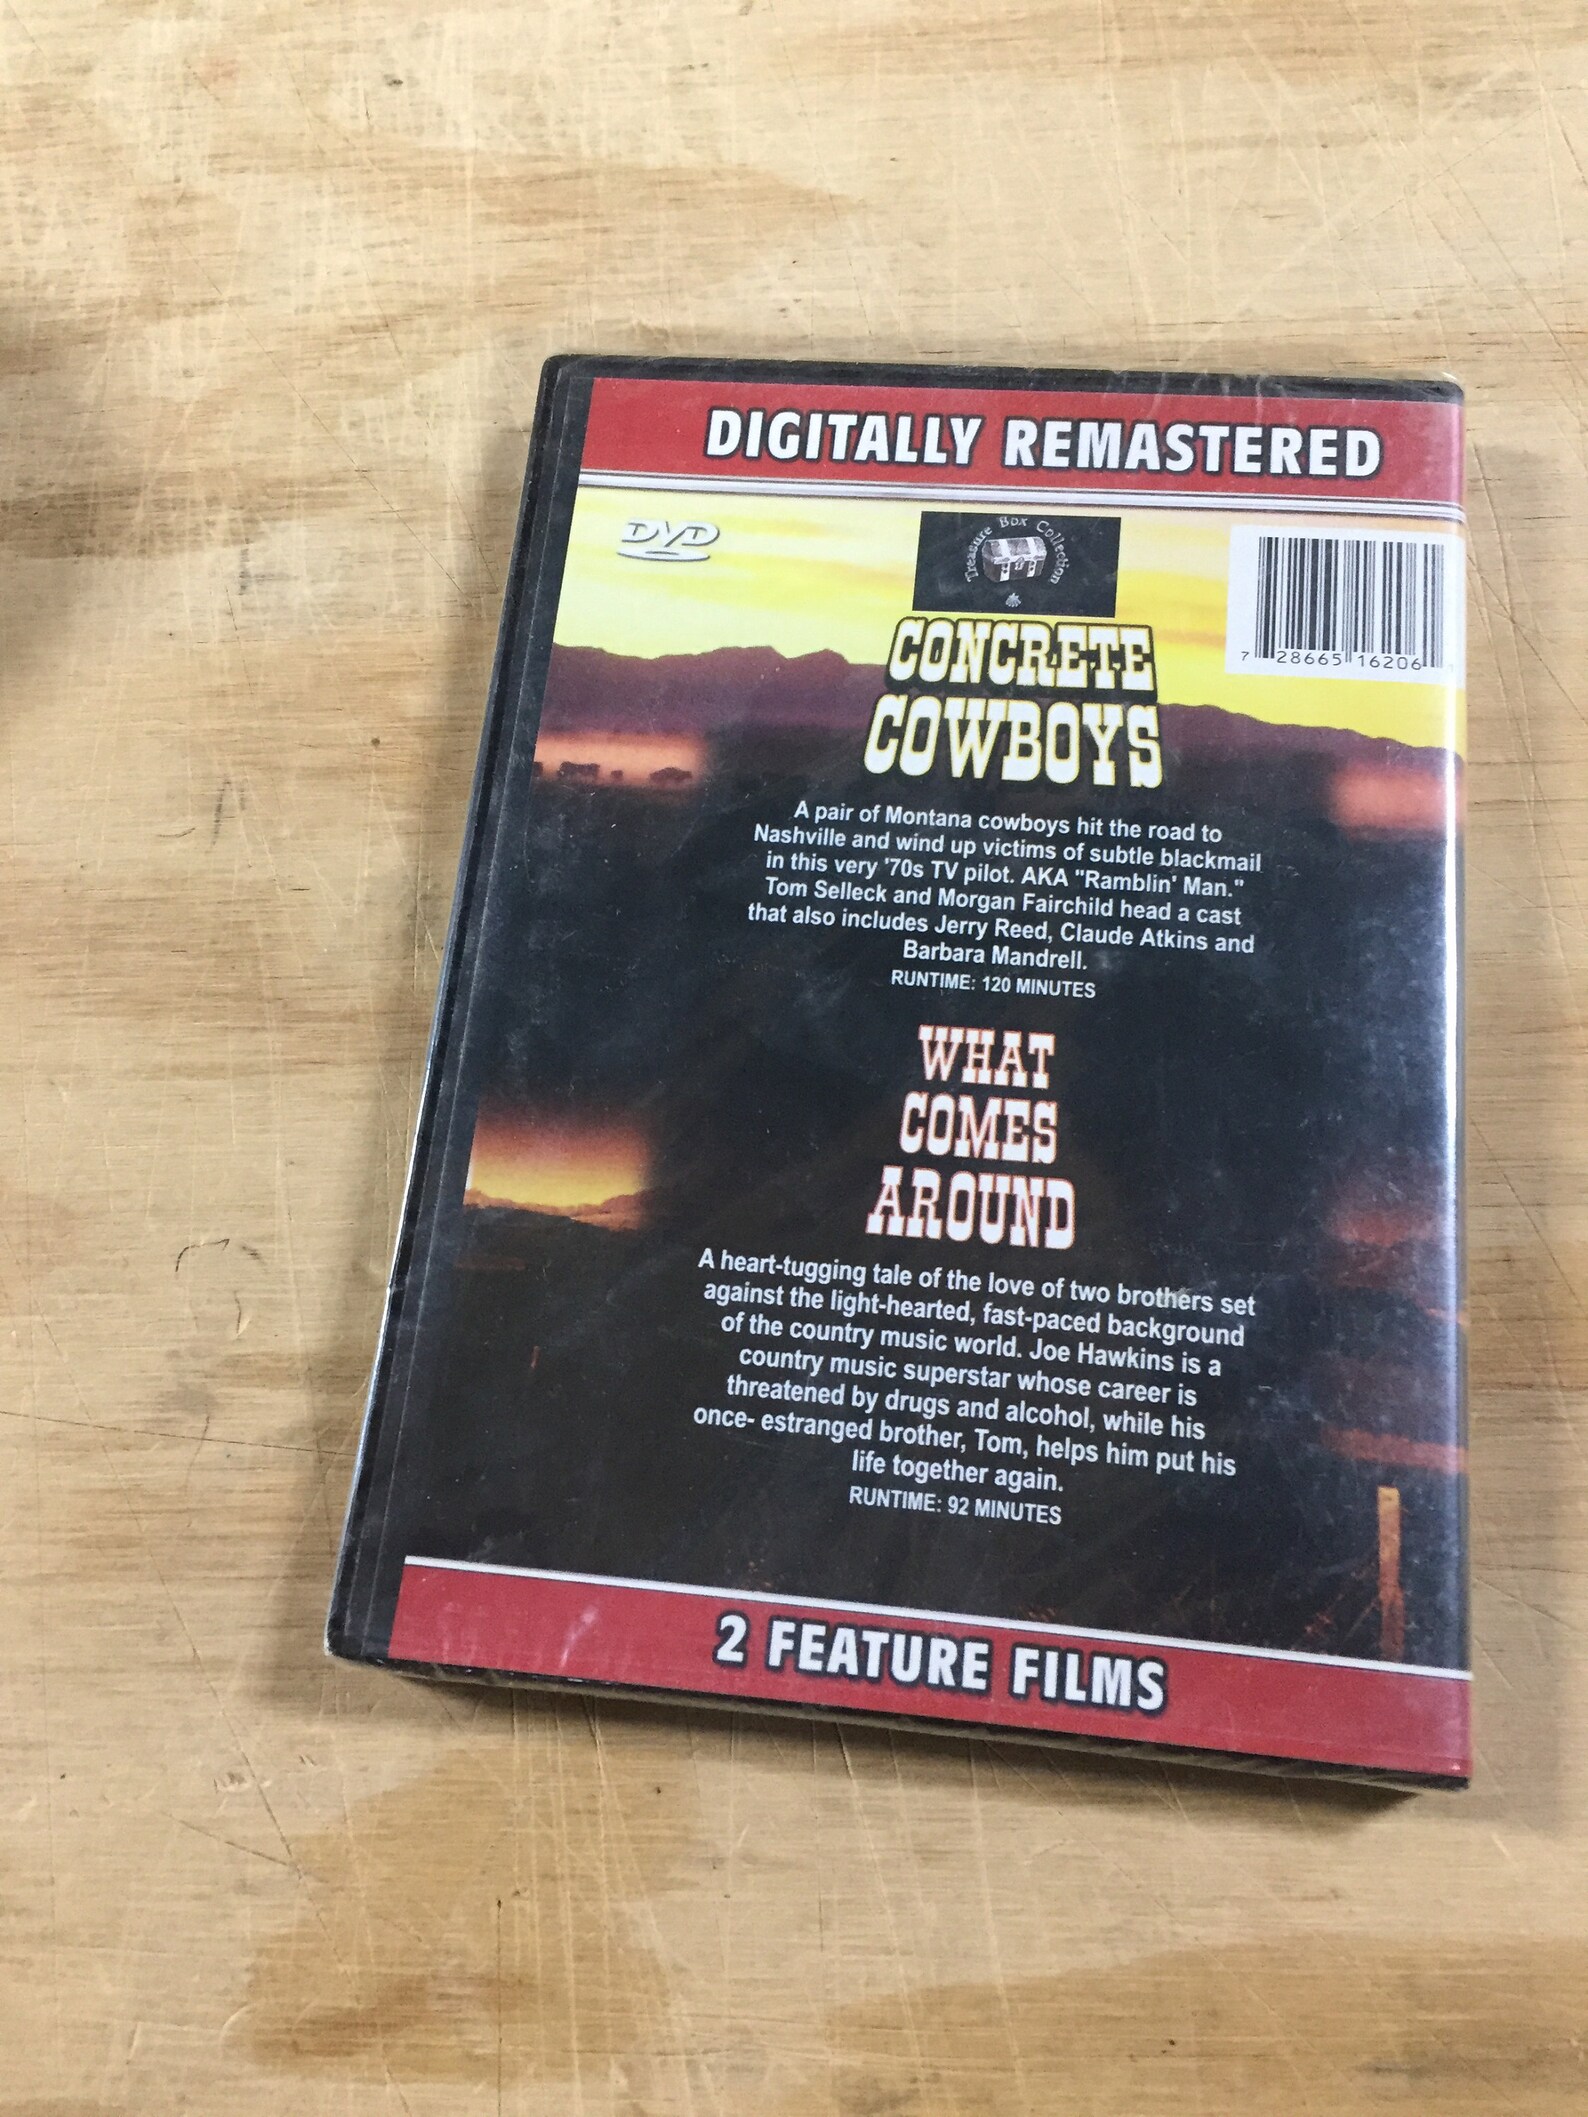 DIGITALLY REMASTERED
DVD
Treasure Box Collection
7 28665 16206 1
CONCRETE
COWBOYS
A pair of Montana cowboys hit the road to
Nashville and wind up victims of subtle blackmail
in this very '70s TV pilot. AKA "Ramblin' Man."
Tom Selleck and Morgan Fairchild head a cast
that also includes Jerry Reed, Claude Atkins and
Barbara Mandrell.
RUNTIME: 120 MINUTES
WHAT
COMES
AROUND
A heart-tugging tale of the love of two brothers set
against the light-hearted, fast-paced background
of the country music world. Joe Hawkins is a
country music superstar whose career is
threatened by drugs and alcohol, while his
once- estranged brother, Tom, helps him put his
life together again.
RUNTIME: 92 MINUTES
2 FEATURE FILMS